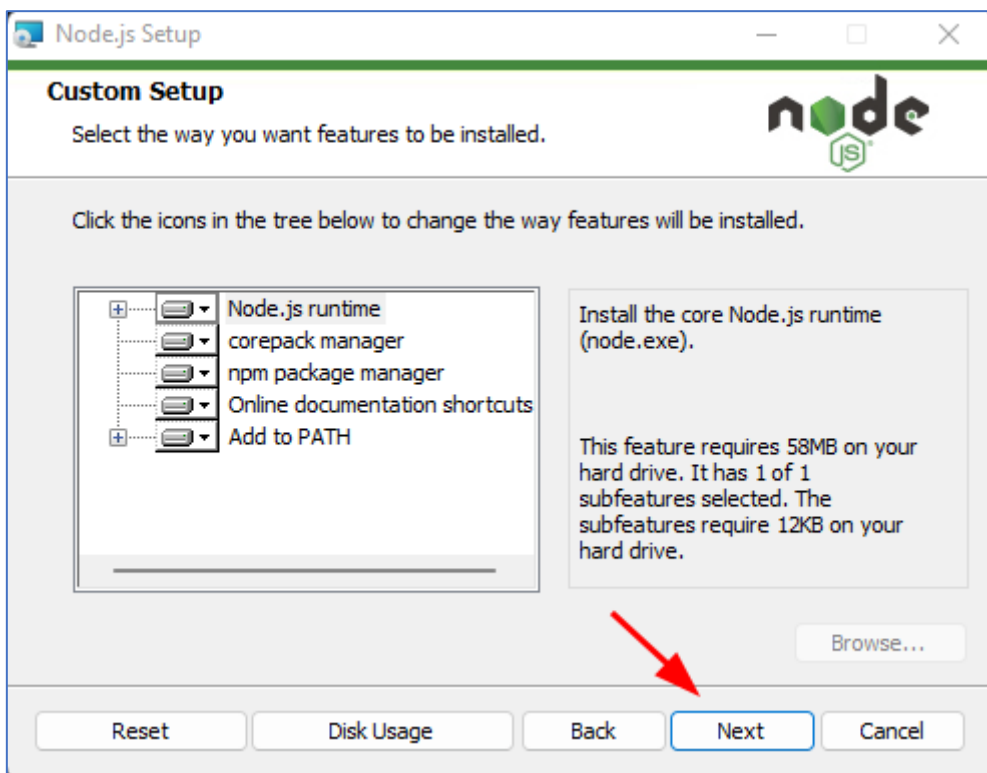 Node.js Setup
Custom Setup
Select the way you want features to be installed.
node
JS
Click the icons in the tree below to change the way features will be installed.
Node.js runtime
corepack manager
npm package manager
Online documentation shortcuts
Add to PATH
Install the core Node.js runtime
(node.exe).
This feature requires 58MB on your
hard drive. It has 1 of 1
subfeatures selected. The
subfeatures require 12KB on your
hard drive.
Browse...
Reset
Disk Usage
Back
Next
Cancel